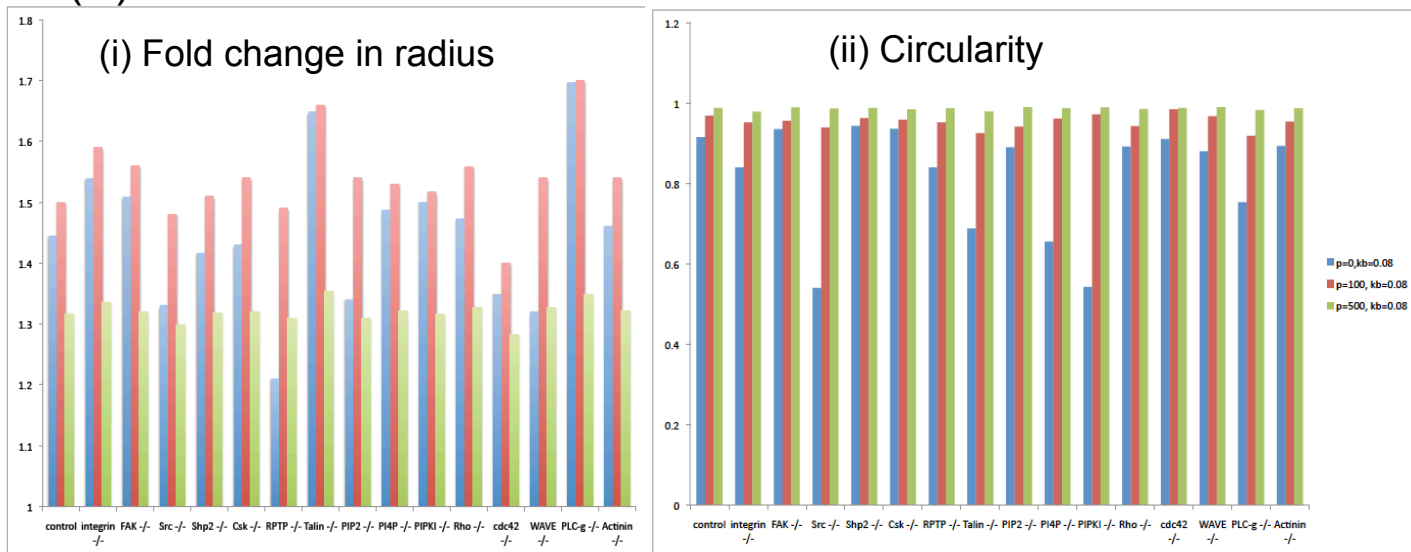 (i) Fold change in radius
1.8
1.7
1.6
1.5
1.4
1.3
1.2
1.1
1
control integrin -/- FAK -/- Src -/- Shp2 -/- Csk -/- RPTP -/- Talin -/- PIP2 -/- PI4P -/- PIPKI -/- Rho -/- cdc42 -/- WAVE -/- PLC-g -/- Actinin -/-
(ii) Circularity
1.2
1
0.8
0.6
0.4
0.2
0
control integrin -/- FAK -/- Src -/- Shp2 -/- Csk -/- RPTP -/- Talin -/- PIP2 -/- PI4P -/- PIPKI -/- Rho -/- cdc42 -/- WAVE -/- PLC-g -/- Actinin -/-
p=0,kb=0.08
p=100, kb=0.08
p=500, kb=0.08